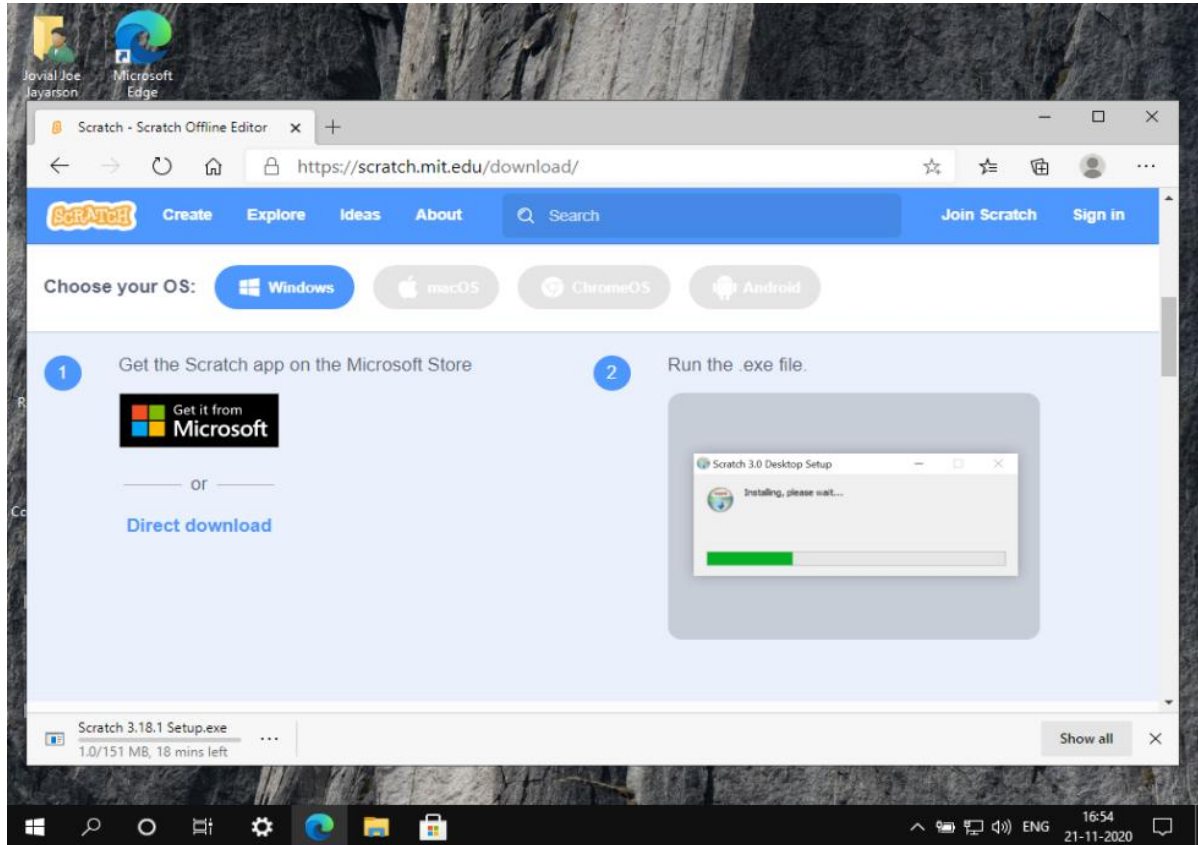 Jovial Joe
Jayarson
Microsoft
Edge
Scratch - Scratch Offline Editor
https://scratch.mit.edu/download/
SCRATCH
Create
Explore
Ideas
About
Search
Join Scratch
Sign in
Choose your OS:
Windows
macOS
ChromeOS
Android
1
Get the Scratch app on the Microsoft Store
Get it from
Microsoft
or
Direct download
2
Run the .exe file.
Scratch 3.0 Desktop Setup
Installing, please wait...
R
Co
Scratch 3.18.1 Setup.exe
1.0/151 MB, 18 mins left
Show all
ENG
16:54
21-11-2020